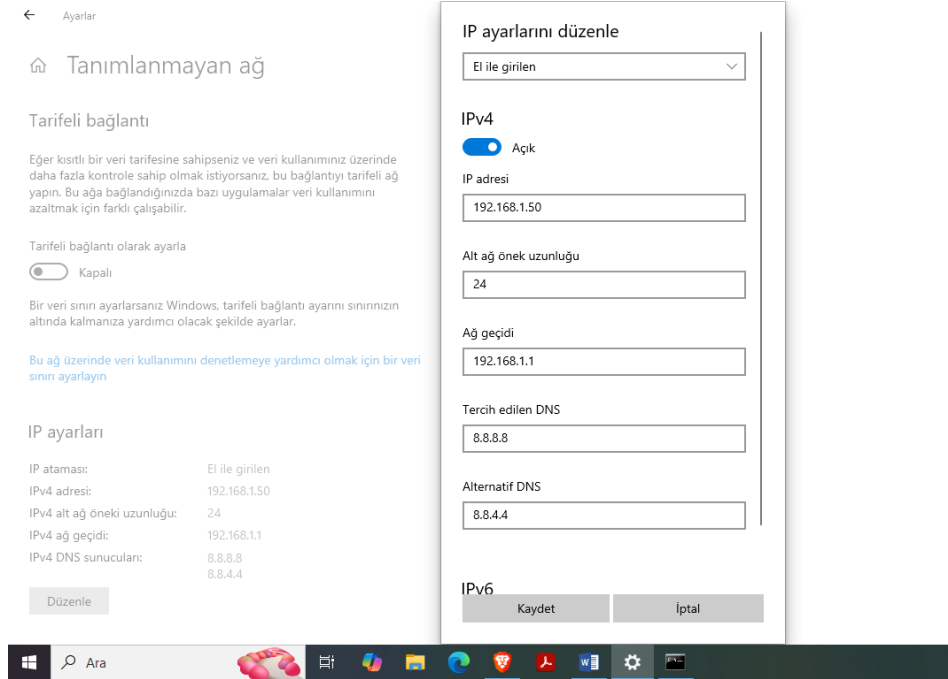 Ayarlar
Tanımlanmayan ağ
Tarifeli bağlantı
Eğer kısıtlı bir veri tarifesine sahipseniz ve veri kullanımınız üzerinde
daha fazla kontrole sahip olmak istiyorsanız, bu bağlantıyı tarifeli ağ
yapın. Bu ağa bağlandığınızda bazı uygulamalar veri kullanımını
azaltmak için farklı çalışabilir.
Tarifeli bağlantı olarak ayarla
Kapalı
Bir veri sınırı ayarlarsanız Windows, tarifeli bağlantı ayarını sınırınızın
altında kalmanıza yardımcı olacak şekilde ayarlar.
Bu ağ üzerinde veri kullanımını denetlemeye yardımcı olmak için bir veri
sınırı ayarlayın
IP ayarları
IP ataması: El ile girilen
IPv4 adresi: 192.168.1.50
IPv4 alt ağ öneki uzunluğu: 24
IPv4 ağ geçidi: 192.168.1.1
IPv4 DNS sunucuları: 8.8.8.8
8.8.4.4
Düzenle
IP ayarlarını düzenle
El ile girilen
IPv4
Açık
IP adresi
192.168.1.50
Alt ağ önek uzunluğu
24
Ağ geçidi
192.168.1.1
Tercih edilen DNS
8.8.8.8
Alternatif DNS
8.8.4.4
IPv6
Kaydet
İptal
Ara